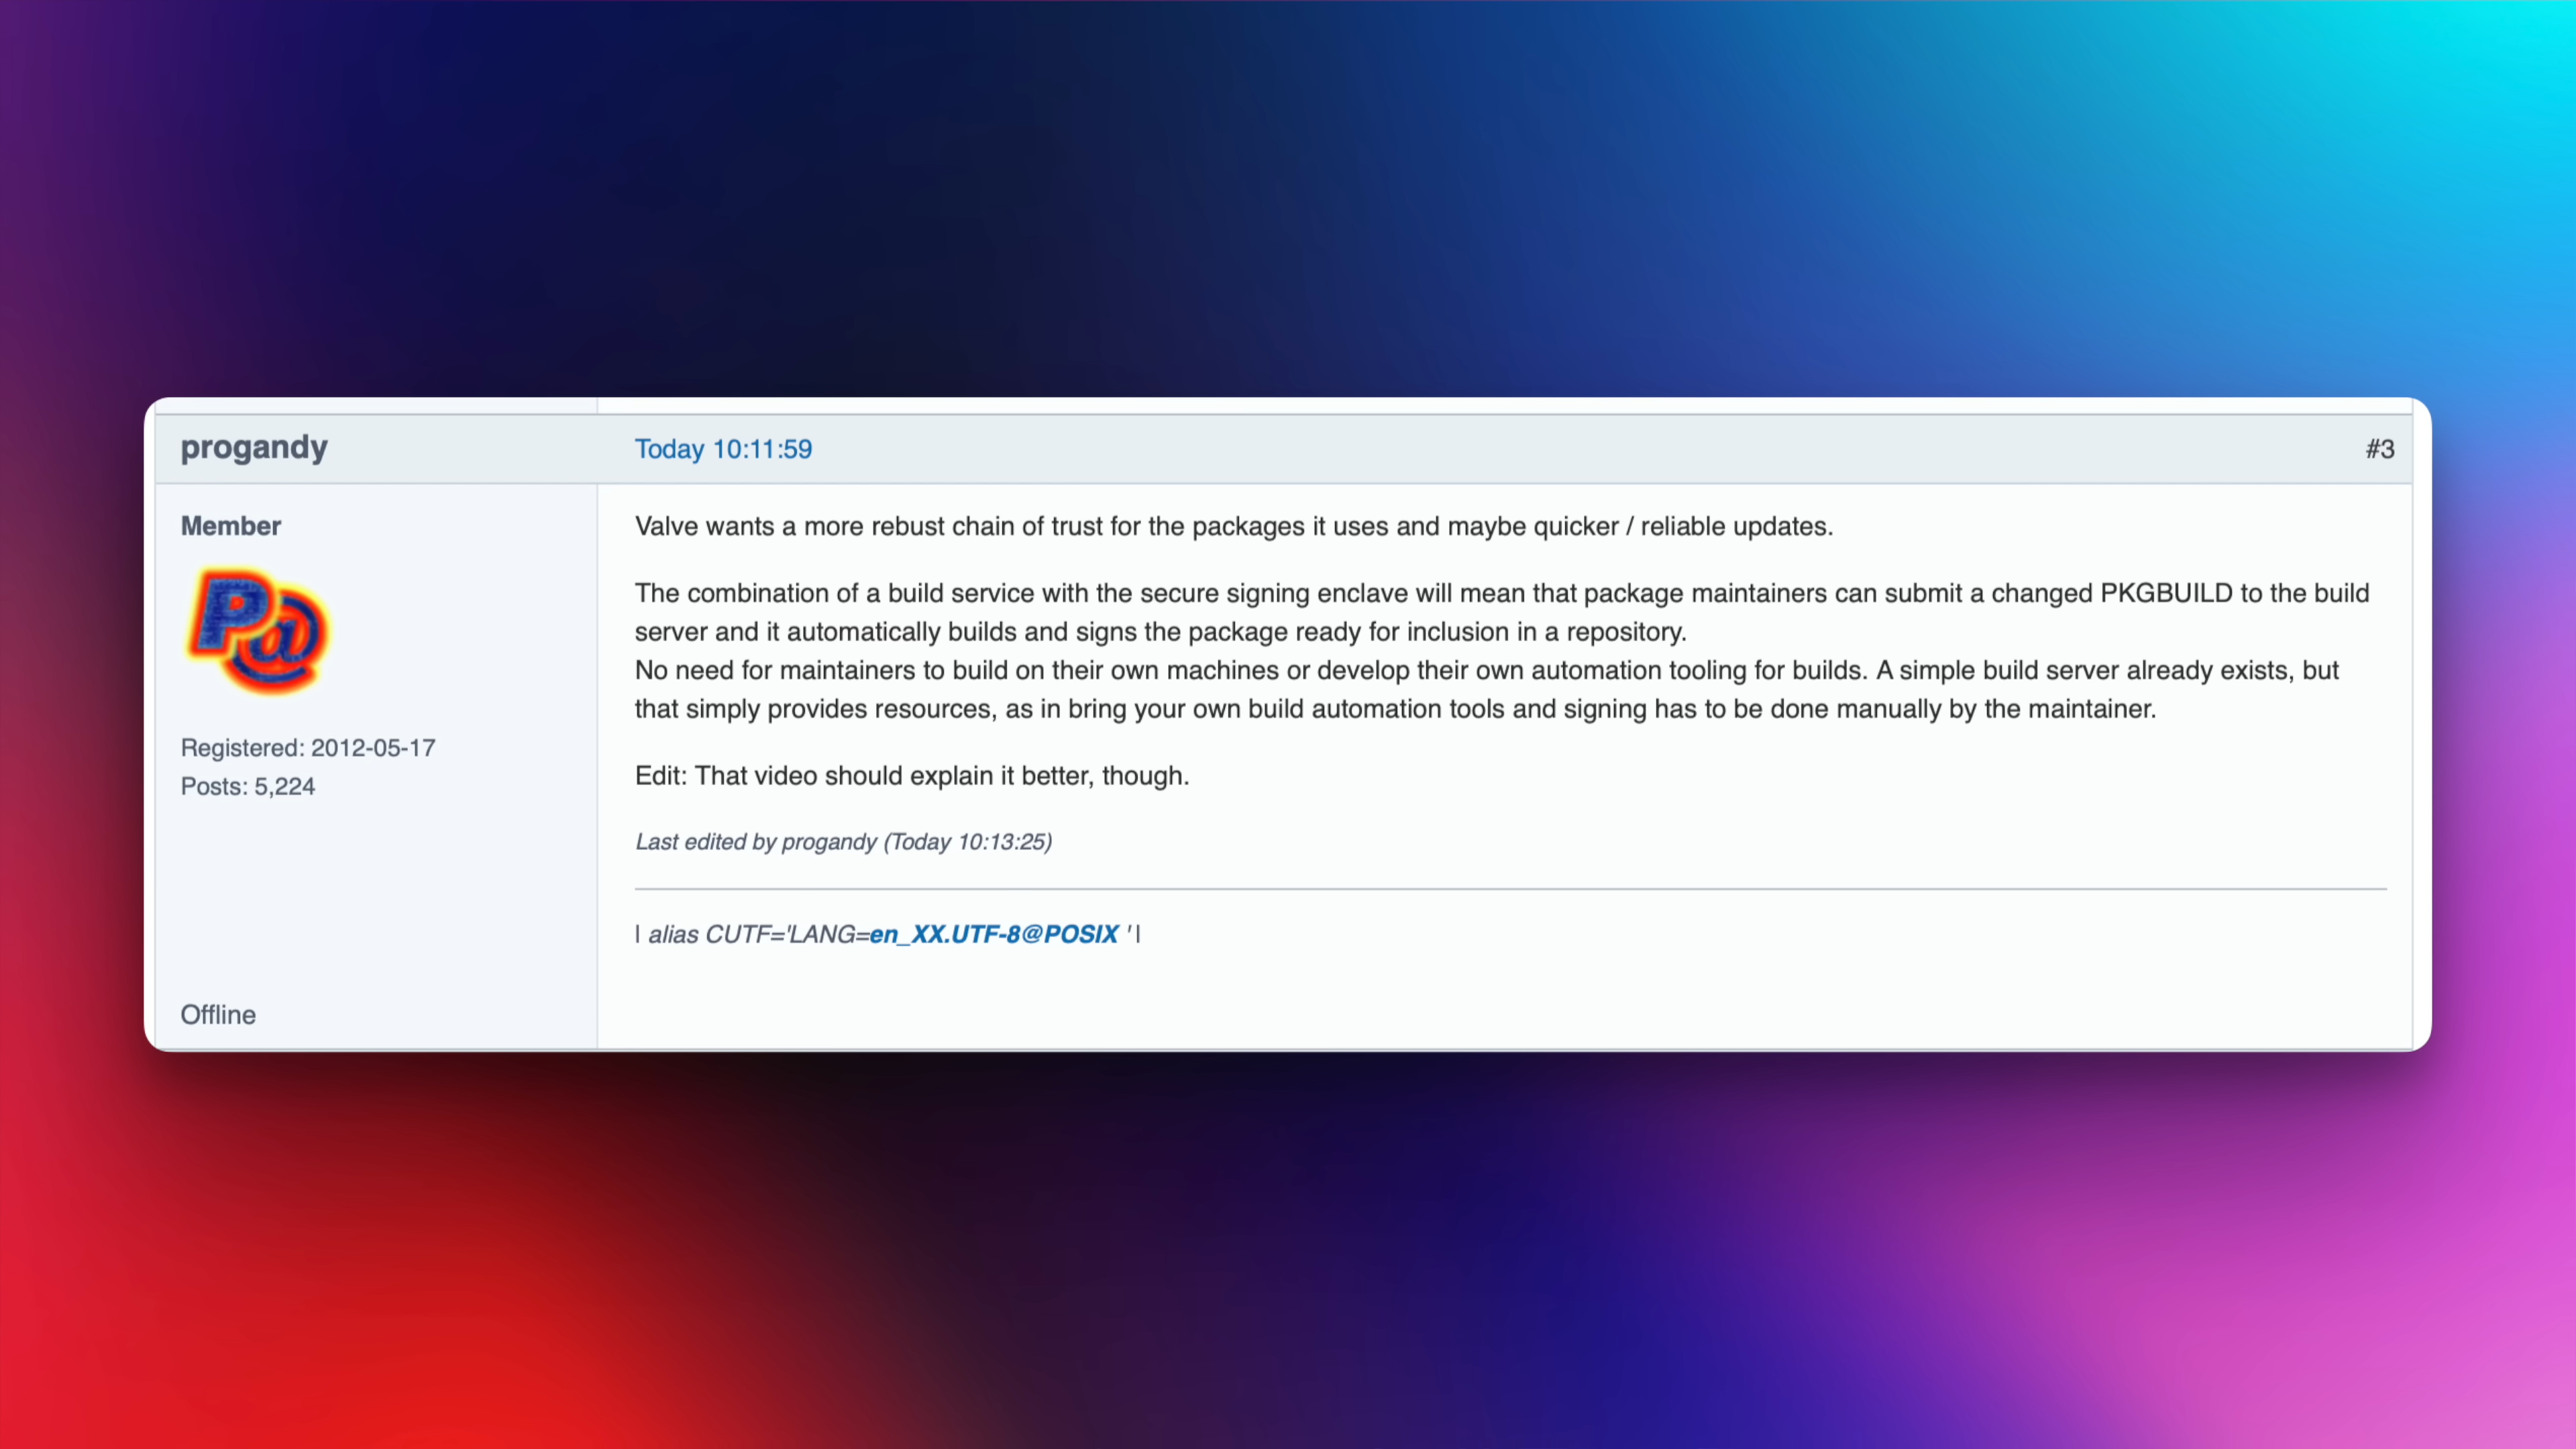 progandy
Today 10:11:59
#3
Member
P@
Registered: 2012-05-17
Posts: 5,224
Offline
Valve wants a more rebust chain of trust for the packages it uses and maybe quicker / reliable updates.
The combination of a build service with the secure signing enclave will mean that package maintainers can submit a changed PKGBUILD to the build
server and it automatically builds and signs the package ready for inclusion in a repository.
No need for maintainers to build on their own machines or develop their own automation tooling for builds. A simple build server already exists, but
that simply provides resources, as in bring your own build automation tools and signing has to be done manually by the maintainer.
Edit: That video should explain it better, though.
Last edited by progandy (Today 10:13:25)
| alias CUTF='LANG=en_XX.UTF-8@POSIX ' |